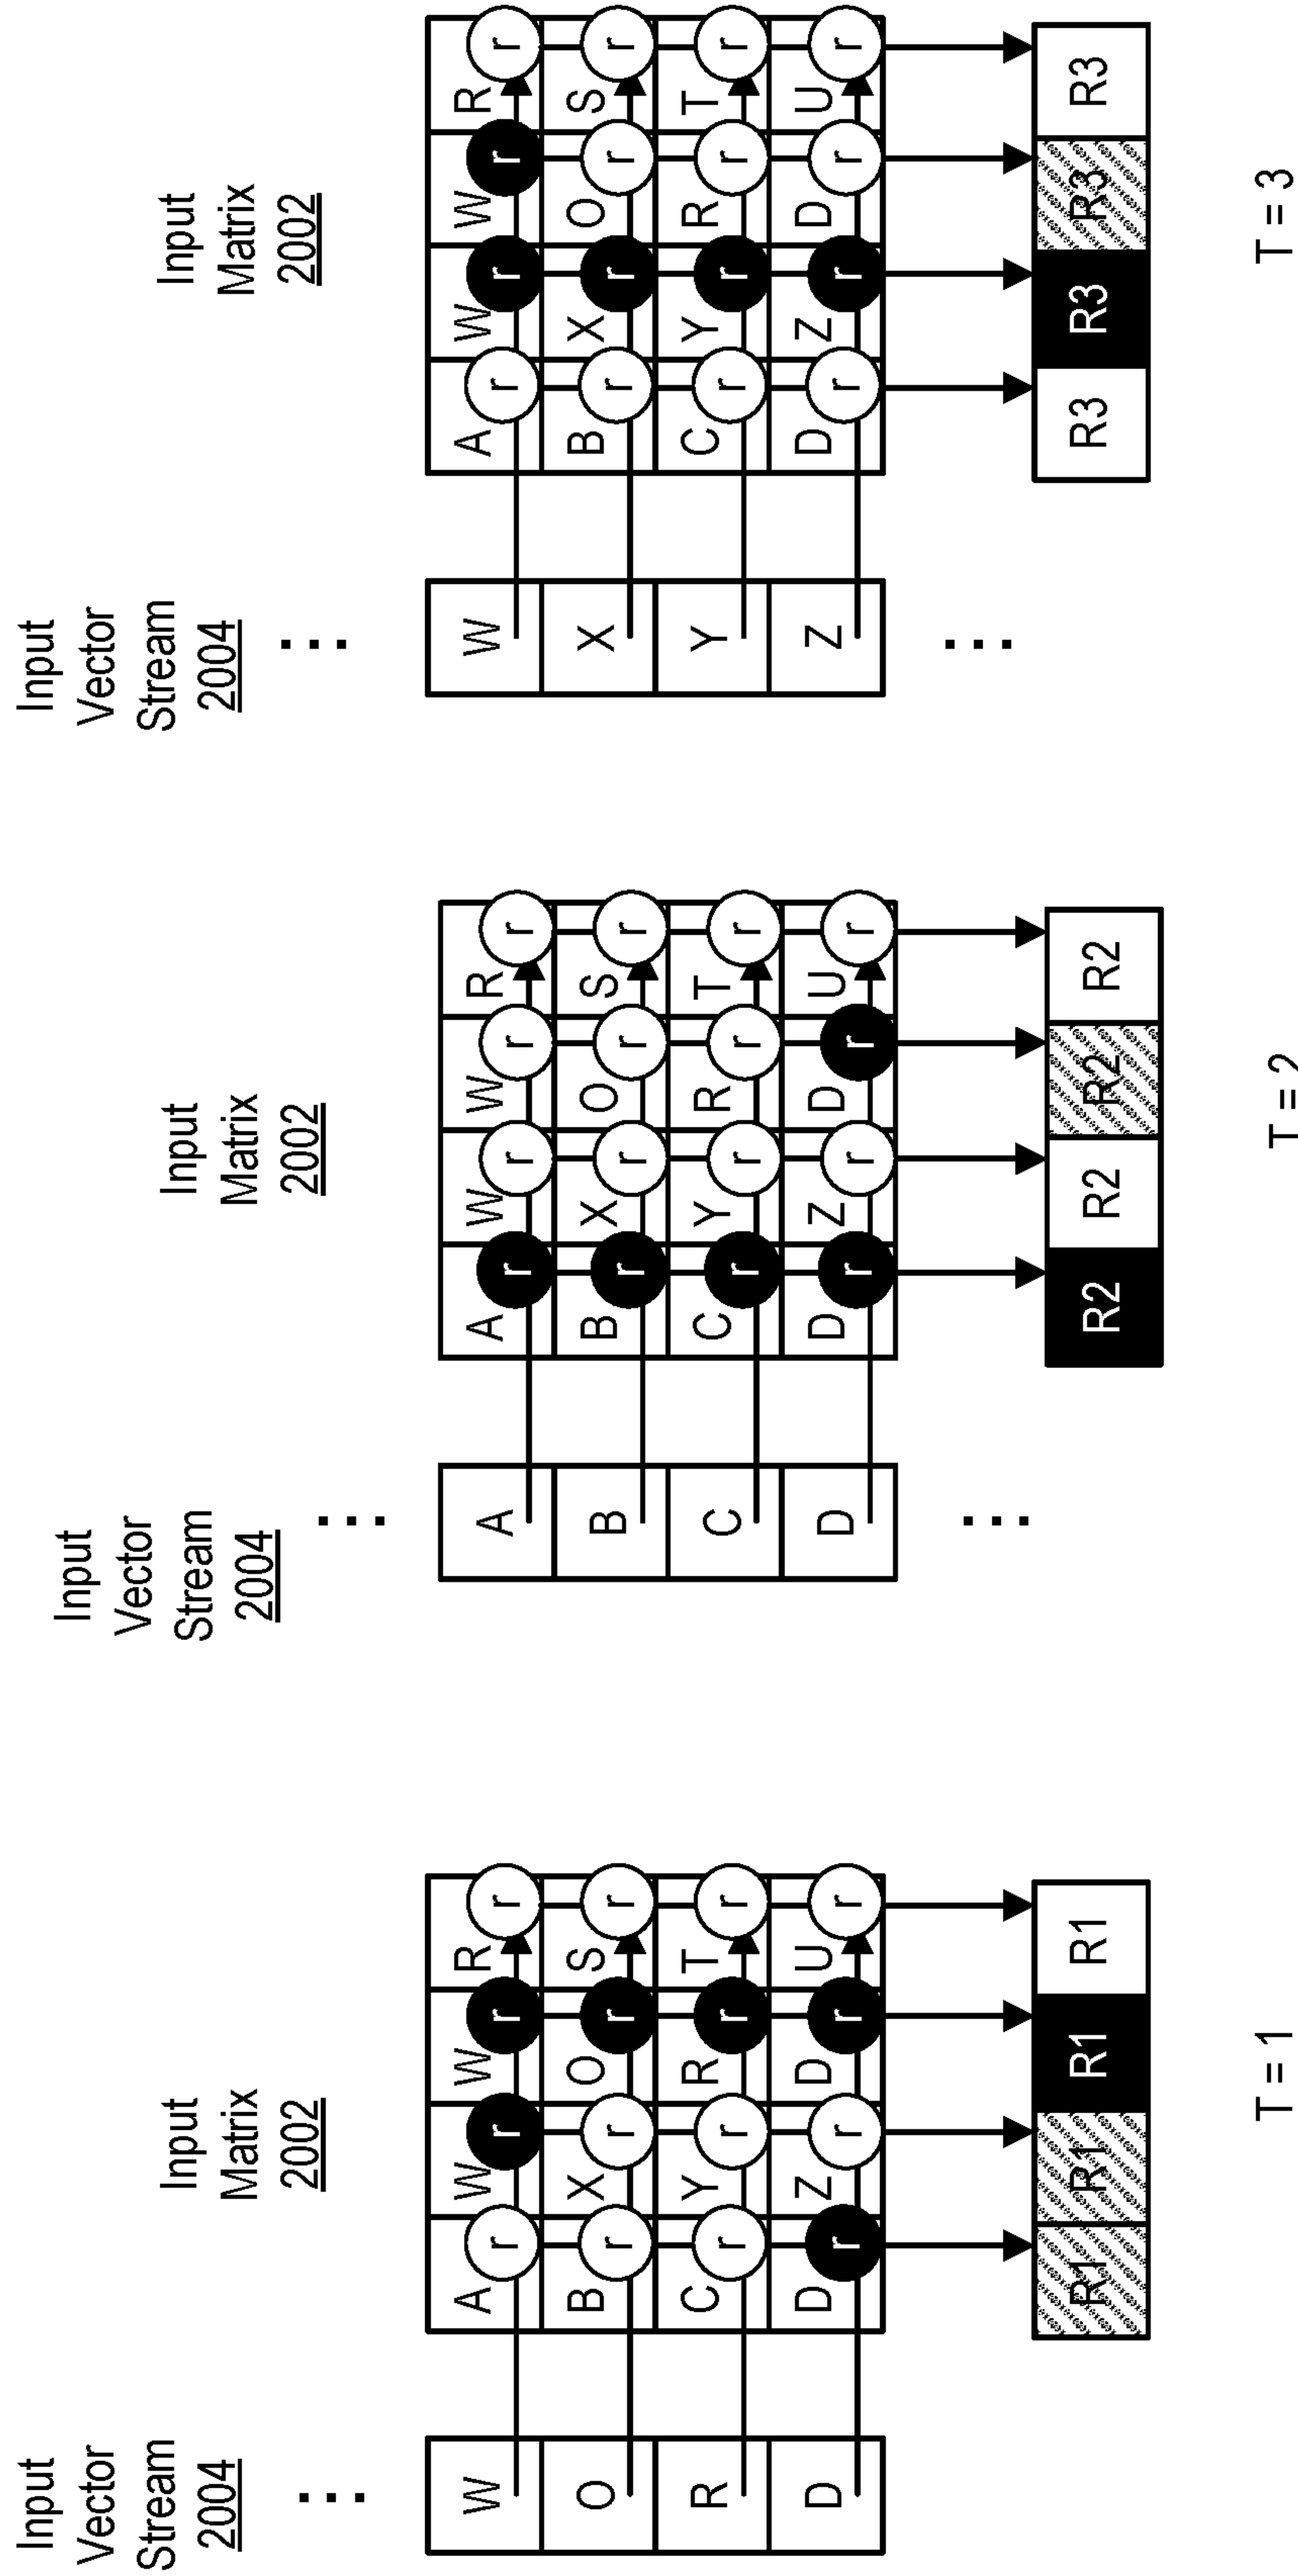 Input
Vector
Stream
2004
Input
Matrix
2002
W A r W r W r R r
O B r X r O r S r
R C r Y r R r T r
D D r Z r D r U r
R1 R1 R1 R1
T = 1
Input
Vector
Stream
2004
Input
Matrix
2002
A A r W r W r R r
B B r X r O r S r
C C r Y r R r T r
D D r Z r D r U r
R2 R2 R2 R2
T = 2
Input
Vector
Stream
2004
Input
Matrix
2002
W A r W r W r R r
X B r X r O r S r
Y C r Y r R r T r
Z D r Z r D r U r
R3 R3 R3 R3
T = 3